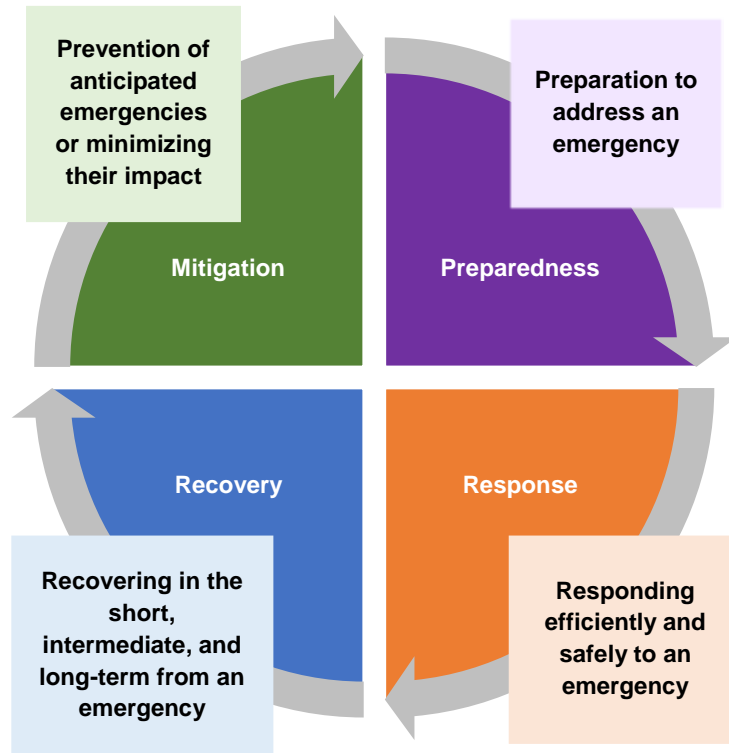 Prevention of
anticipated
emergencies
or minimizing
their impact
Preparation to
address an
emergency
Mitigation
Preparedness
Recovery
Response
Recovering in the
short,
intermediate, and
long-term from an
emergency
Responding
efficiently and
safely to an
emergency